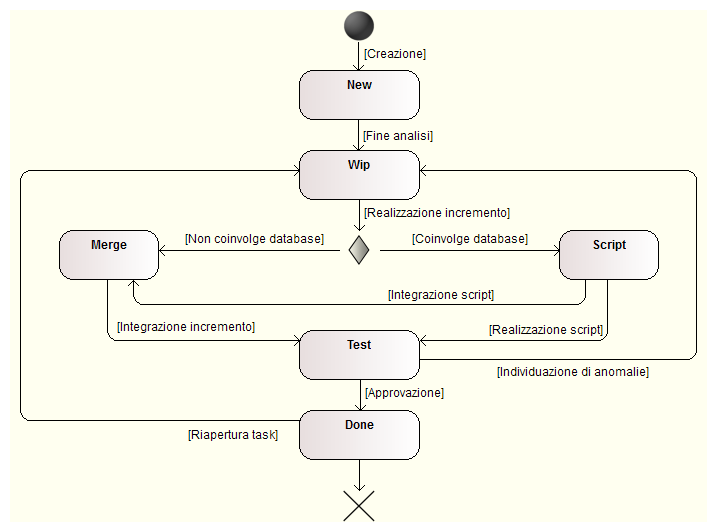 [Creazione]
New
[Fine analisi]
Wip
[Realizzazione incremento]
[Non coinvolge database]
[Coinvolge database]
Merge
Script
[Integrazione script]
[Integrazione incremento]
[Realizzazione script]
Test
[Individuazione di anomalie]
[Approvazione]
Done
[Riapertura task]